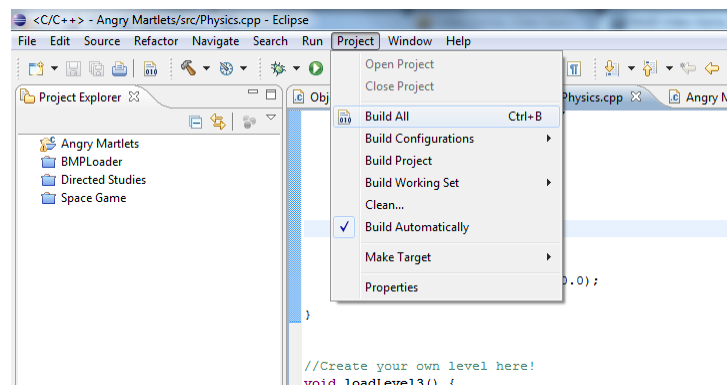 <C/C++> - Angry Martlets/src/Physics.cpp - Eclipse
File Edit Source Refactor Navigate Search Run Project Window Help
Project Explorer
Obj
Physics.cpp
Angry M
Angry Martlets
BMPLoader
Directed Studies
Space Game
Open Project
Close Project
Build All Ctrl+B
Build Configurations
Build Project
Build Working Set
Clean...
Build Automatically
Make Target
Properties
0.0);
}
//Create your own level here!
void loadLevel3() {